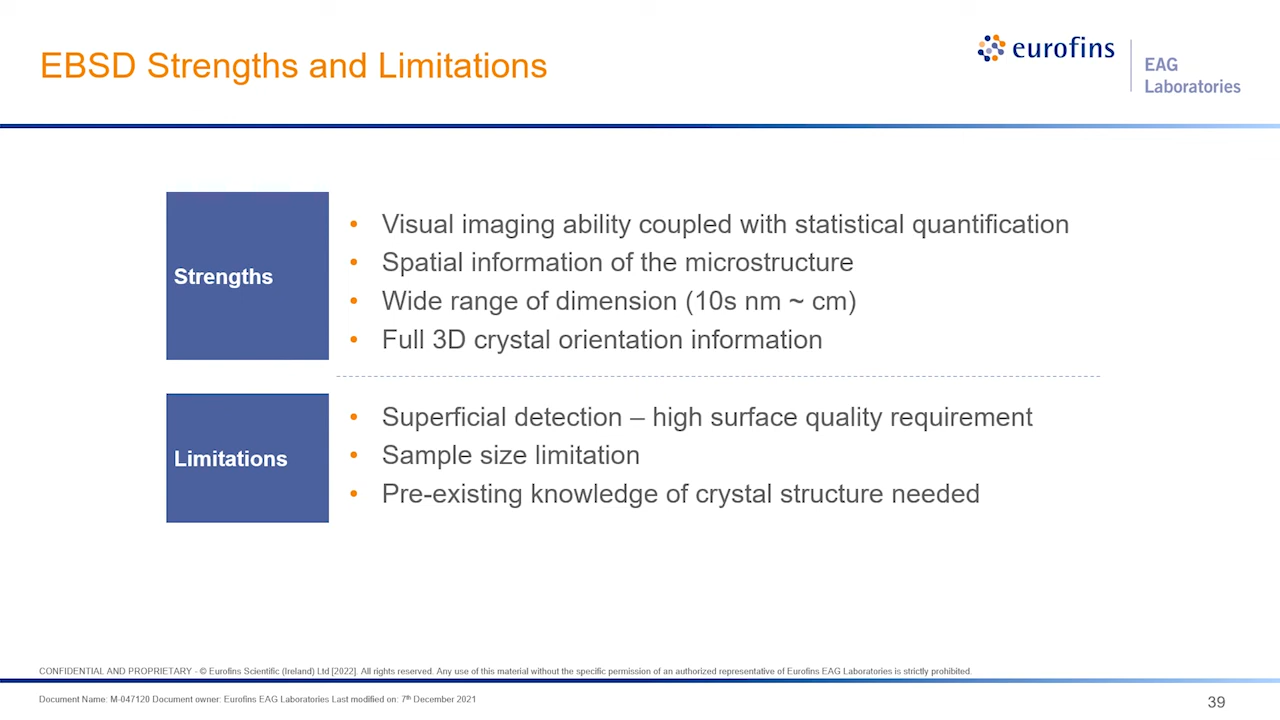 EBSD Strengths and Limitations
eurofins
EAG
Laboratories
Strengths
• Visual imaging ability coupled with statistical quantification
• Spatial information of the microstructure
• Wide range of dimension (10s nm ~ cm)
• Full 3D crystal orientation information
Limitations
• Superficial detection – high surface quality requirement
• Sample size limitation
• Pre-existing knowledge of crystal structure needed
CONFIDENTIAL AND PROPRIETARY - © Eurofins Scientific (Ireland) Ltd [2022]. All rights reserved. Any use of this material without the specific permission of an authorized representative of Eurofins EAG Laboratories is strictly prohibited.
Document Name: M-047120 Document owner: Eurofins EAG Laboratories Last modified on: 7th December 2021
39